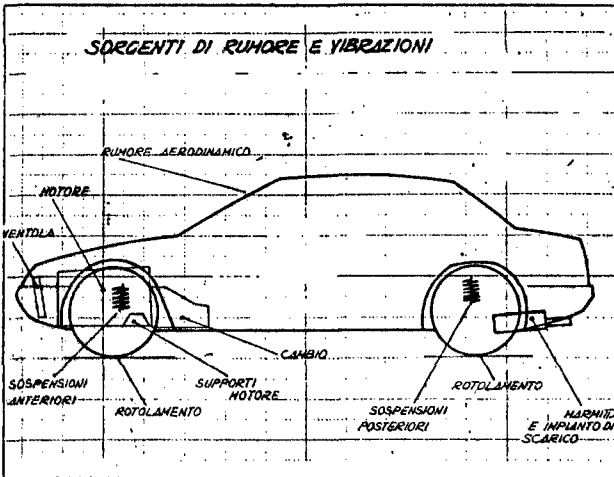 SORGENTI DI RUMORE E VIBRAZIONI
RUMORE AERODINAMICO
MOTORE
VENTOLA
CAMBIO
SOSPENSIONI
ANTERIORI
SUPPORTI
MOTORE
ROTOLAMENTO
ROTOLAMENTO
SOSPENSIONI
POSTERIORI
MARMITTA
E IMPIANTO DI
SCARICO